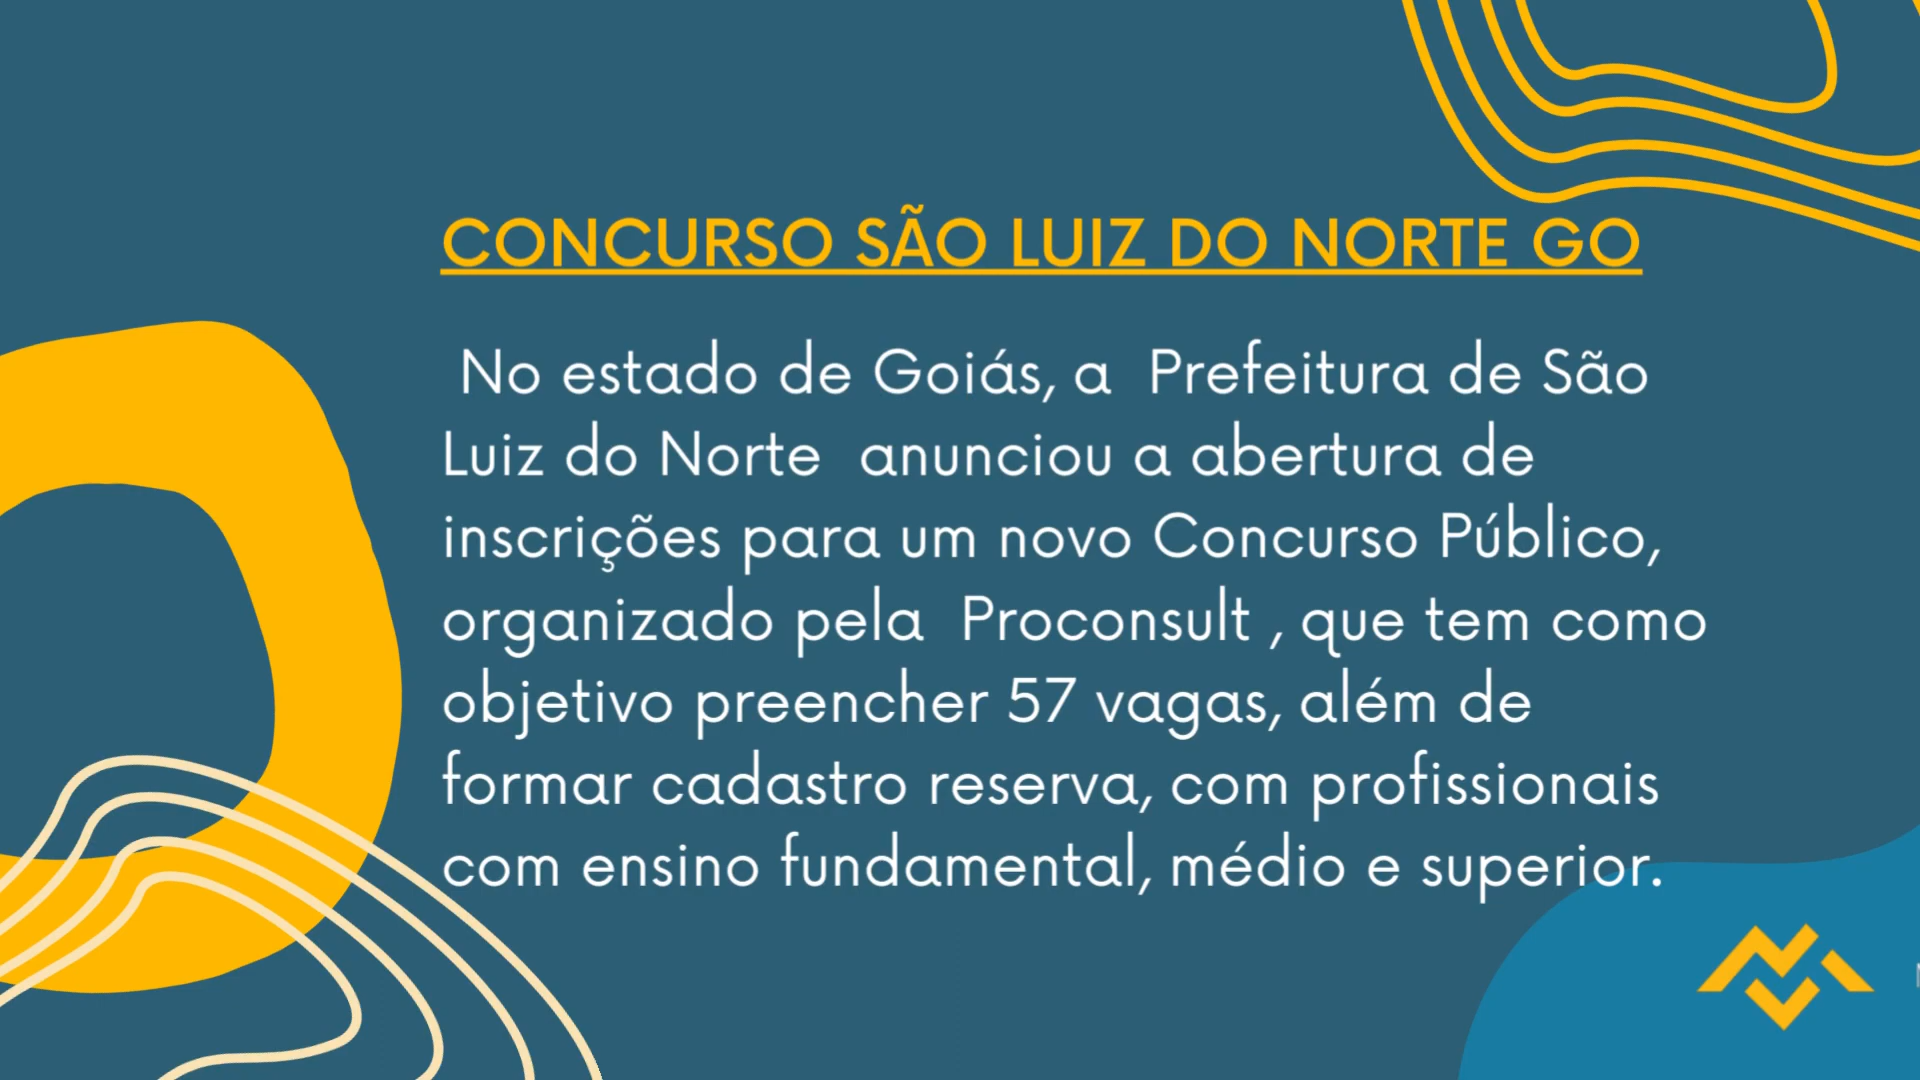 CONCURSO SÃO LUIZ DO NORTE GO
No estado de Goiás, a Prefeitura de São
Luiz do Norte anunciou a abertura de
inscrições para um novo Concurso Público,
organizado pela Proconsult , que tem como
objetivo preencher 57 vagas, além de
formar cadastro reserva, com profissionais
com ensino fundamental, médio e superior.